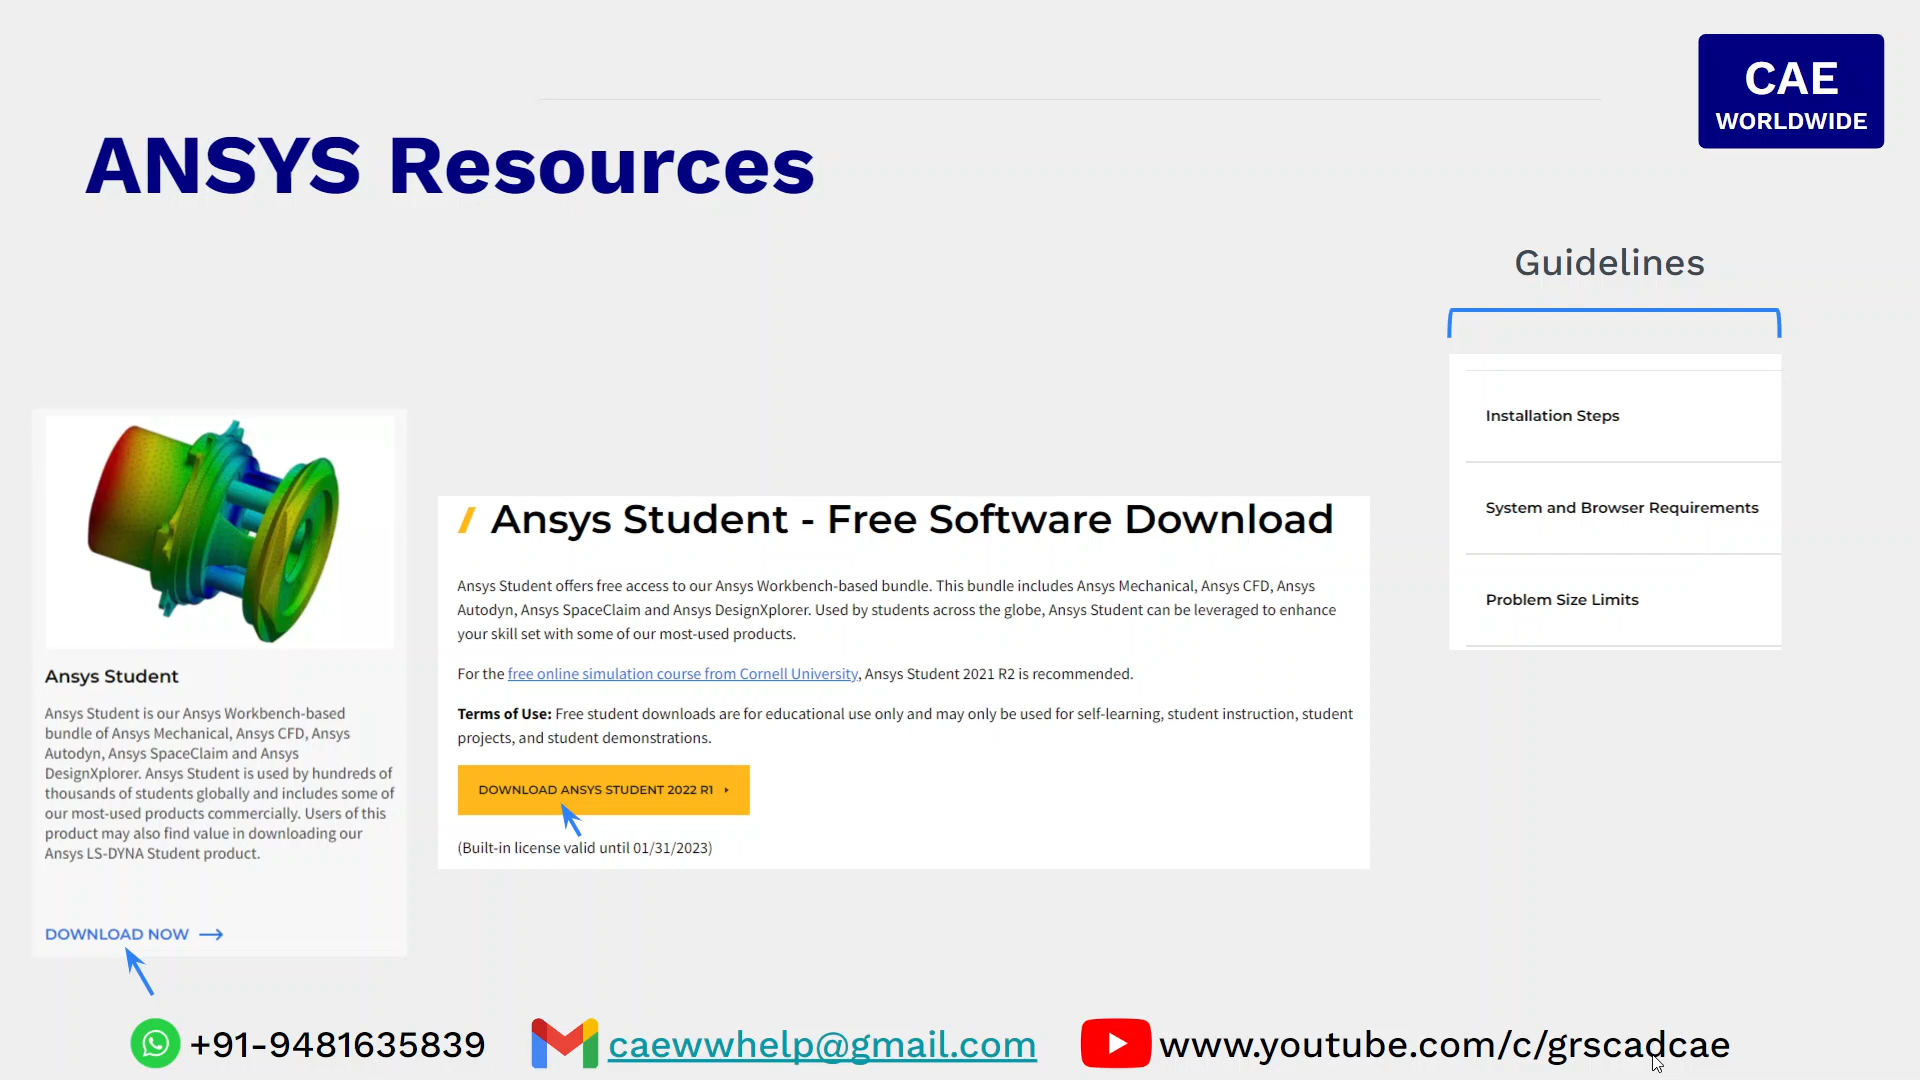 CAE
WORLDWIDE
ANSYS Resources
Guidelines
Installation Steps
System and Browser Requirements
Problem Size Limits
Ansys Student
Ansys Student is our Ansys Workbench-based
bundle of Ansys Mechanical, Ansys CFD, Ansys
Autodyn, Ansys SpaceClaim and Ansys
DesignXplorer. Ansys Student is used by hundreds of
thousands of students globally and includes some of
our most-used products commercially. Users of this
product may also find value in downloading our
Ansys LS-DYNA Student product.
DOWNLOAD NOW
Ansys Student - Free Software Download
Ansys Student offers free access to our Ansys Workbench-based bundle. This bundle includes Ansys Mechanical, Ansys CFD, Ansys
Autodyn, Ansys SpaceClaim and Ansys DesignXplorer. Used by students across the globe, Ansys Student can be leveraged to enhance
your skill set with some of our most-used products.
For the free online simulation course from Cornell University, Ansys Student 2021 R2 is recommended.
Terms of Use: Free student downloads are for educational use only and may only be used for self-learning, student instruction, student
projects, and student demonstrations.
DOWNLOAD ANSYS STUDENT 2022 R1
(Built-in license valid until 01/31/2023)
+91-9481635839
caewwhelp@gmail.com
www.youtube.com/c/grscadcae